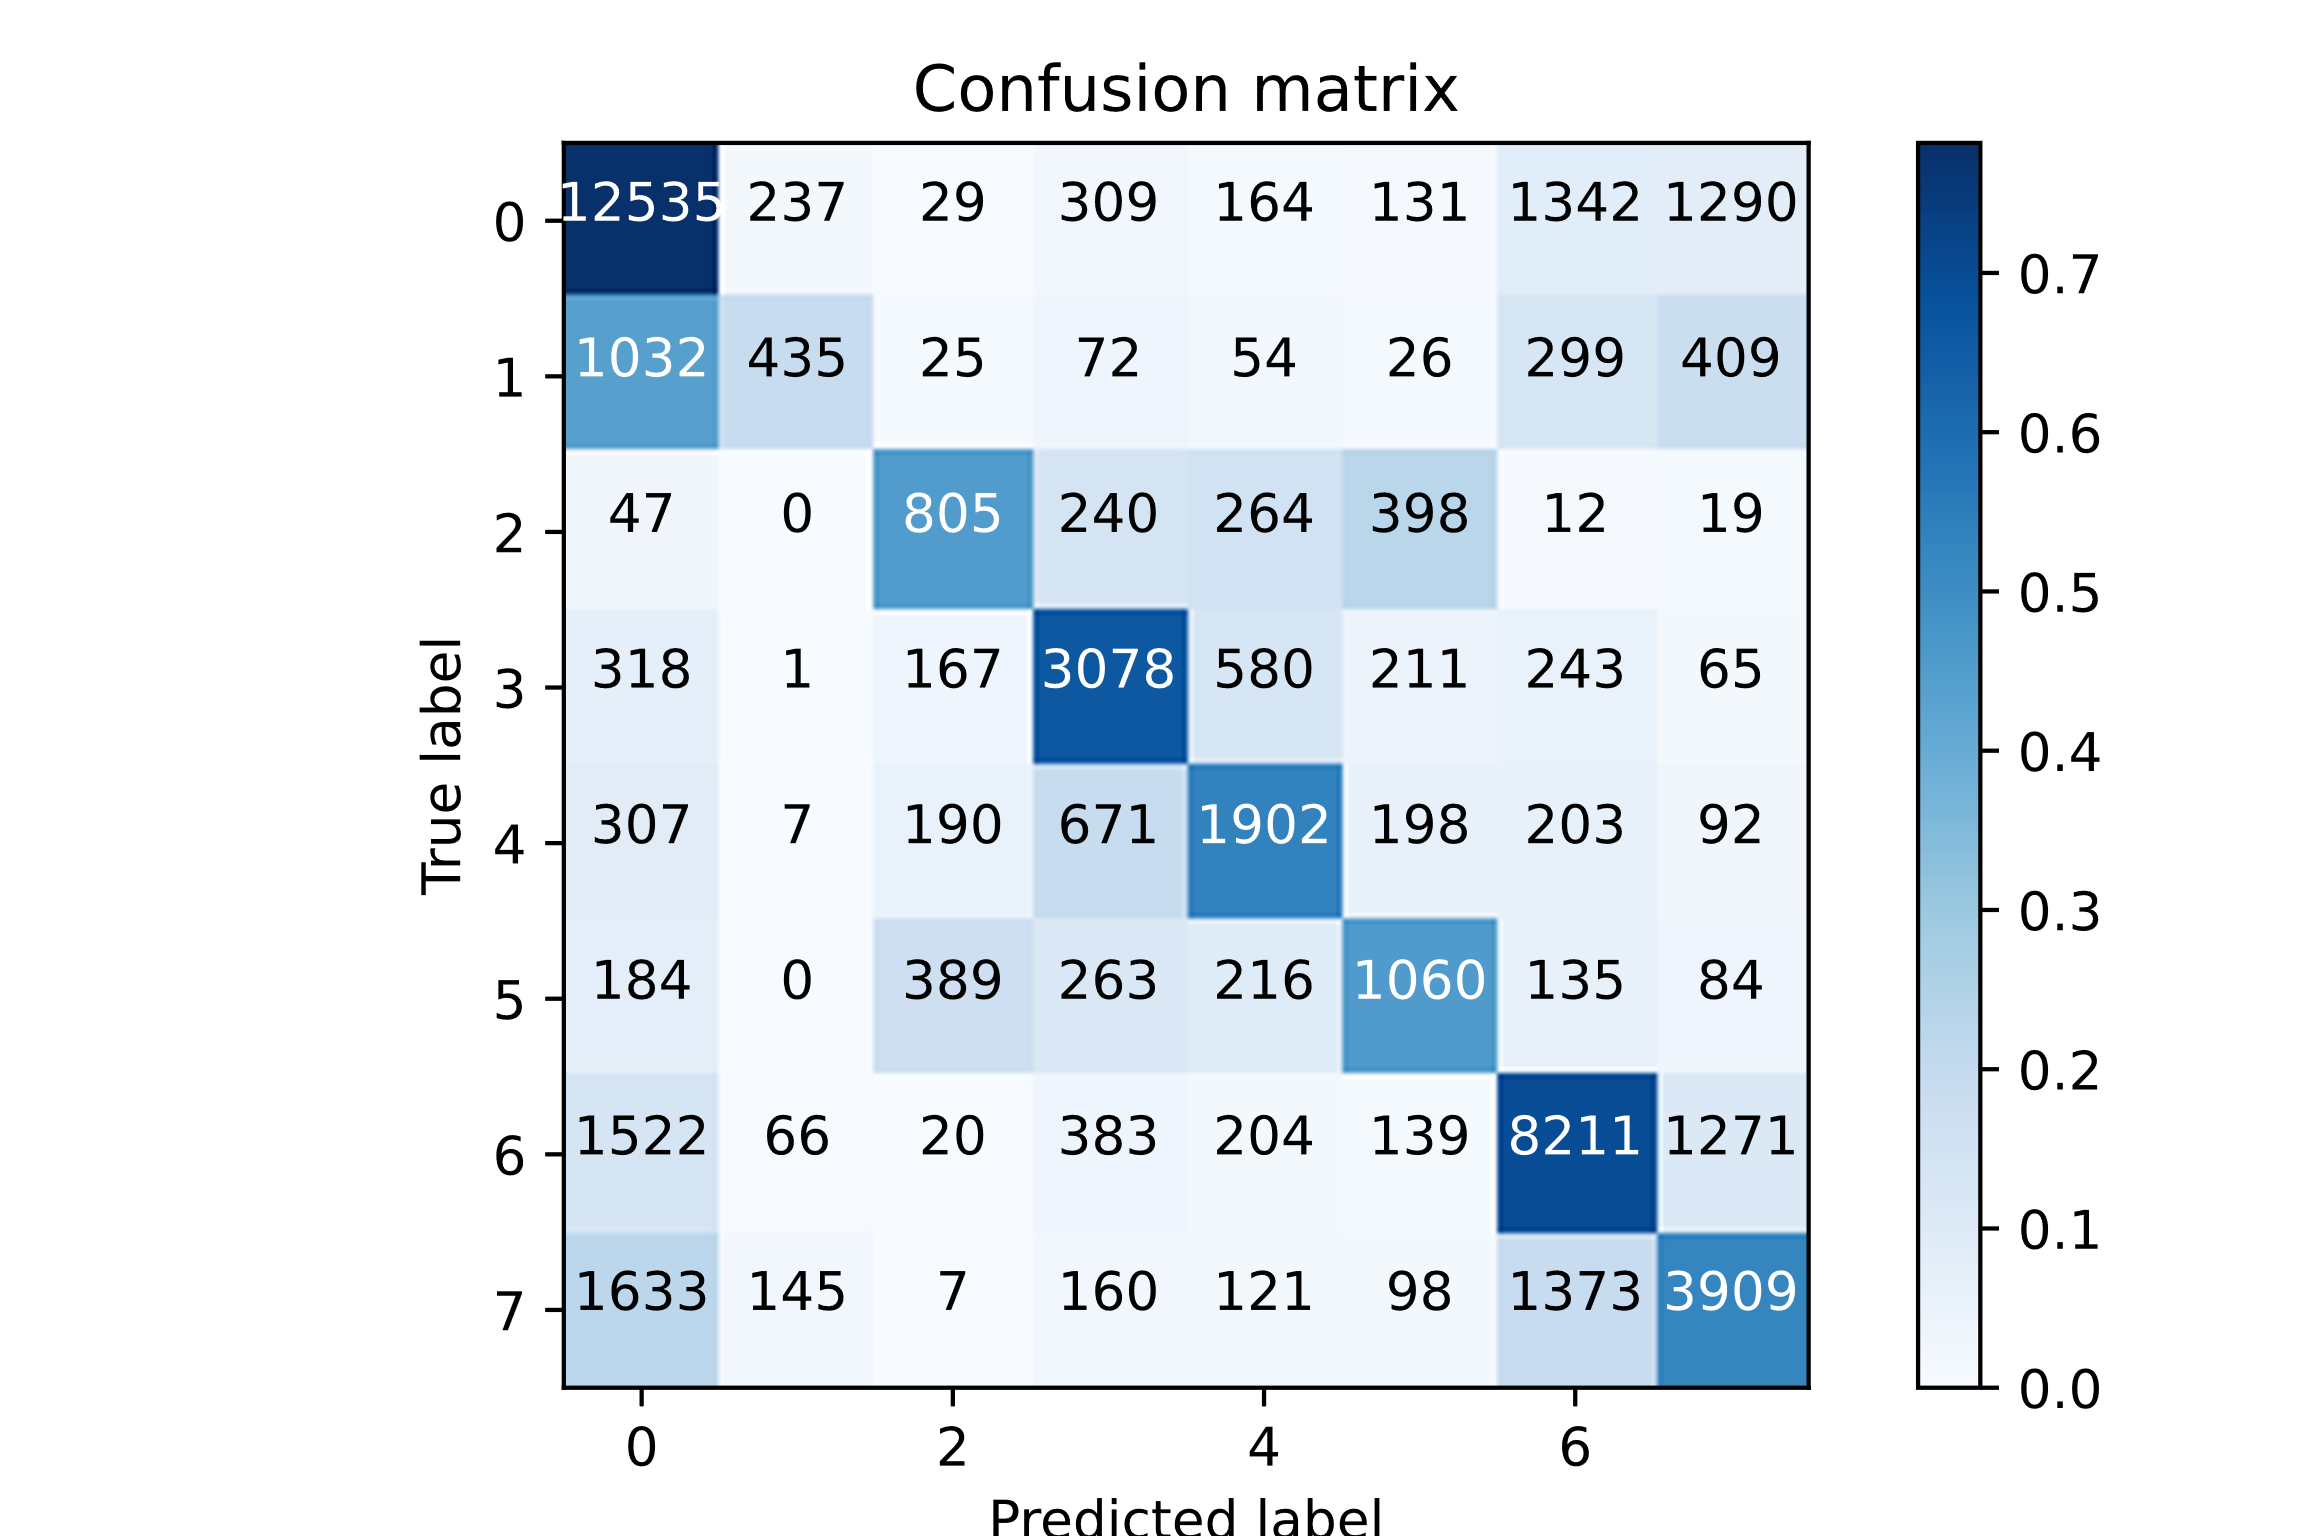 Confusion matrix
0 12535 237 29 309 164 131 1342 1290
1 1032 435 25 72 54 26 299 409
2 47 0 805 240 264 398 12 19
3 318 1 167 3078 580 211 243 65
4 307 7 190 671 1902 198 203 92
5 184 0 389 263 216 1060 135 84
6 1522 66 20 383 204 139 8211 1271
7 1633 145 7 160 121 98 1373 3909
True label
0 2 4 6
Predicted label
0.7
0.6
0.5
0.4
0.3
0.2
0.1
0.0